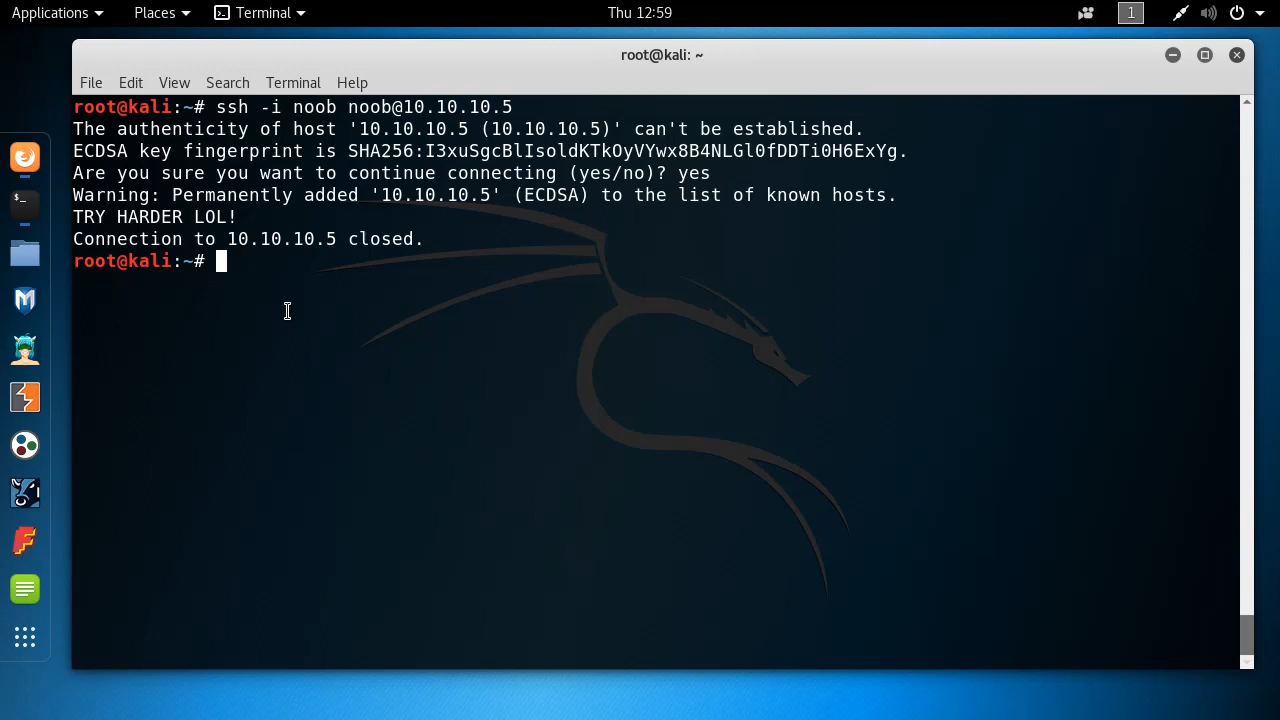 Applications Places Terminal Thu 12:59 1
root@kali: ~
File Edit View Search Terminal Help
root@kali:~# ssh -i noob noob@10.10.10.5
The authenticity of host '10.10.10.5 (10.10.10.5)' can't be established.
ECDSA key fingerprint is SHA256:I3xuSgcBlIsoldKTkOyVYwx8B4NLGl0fDDTi0H6ExYg.
Are you sure you want to continue connecting (yes/no)? yes
Warning: Permanently added '10.10.10.5' (ECDSA) to the list of known hosts.
TRY HARDER LOL!
Connection to 10.10.10.5 closed.
root@kali:~#